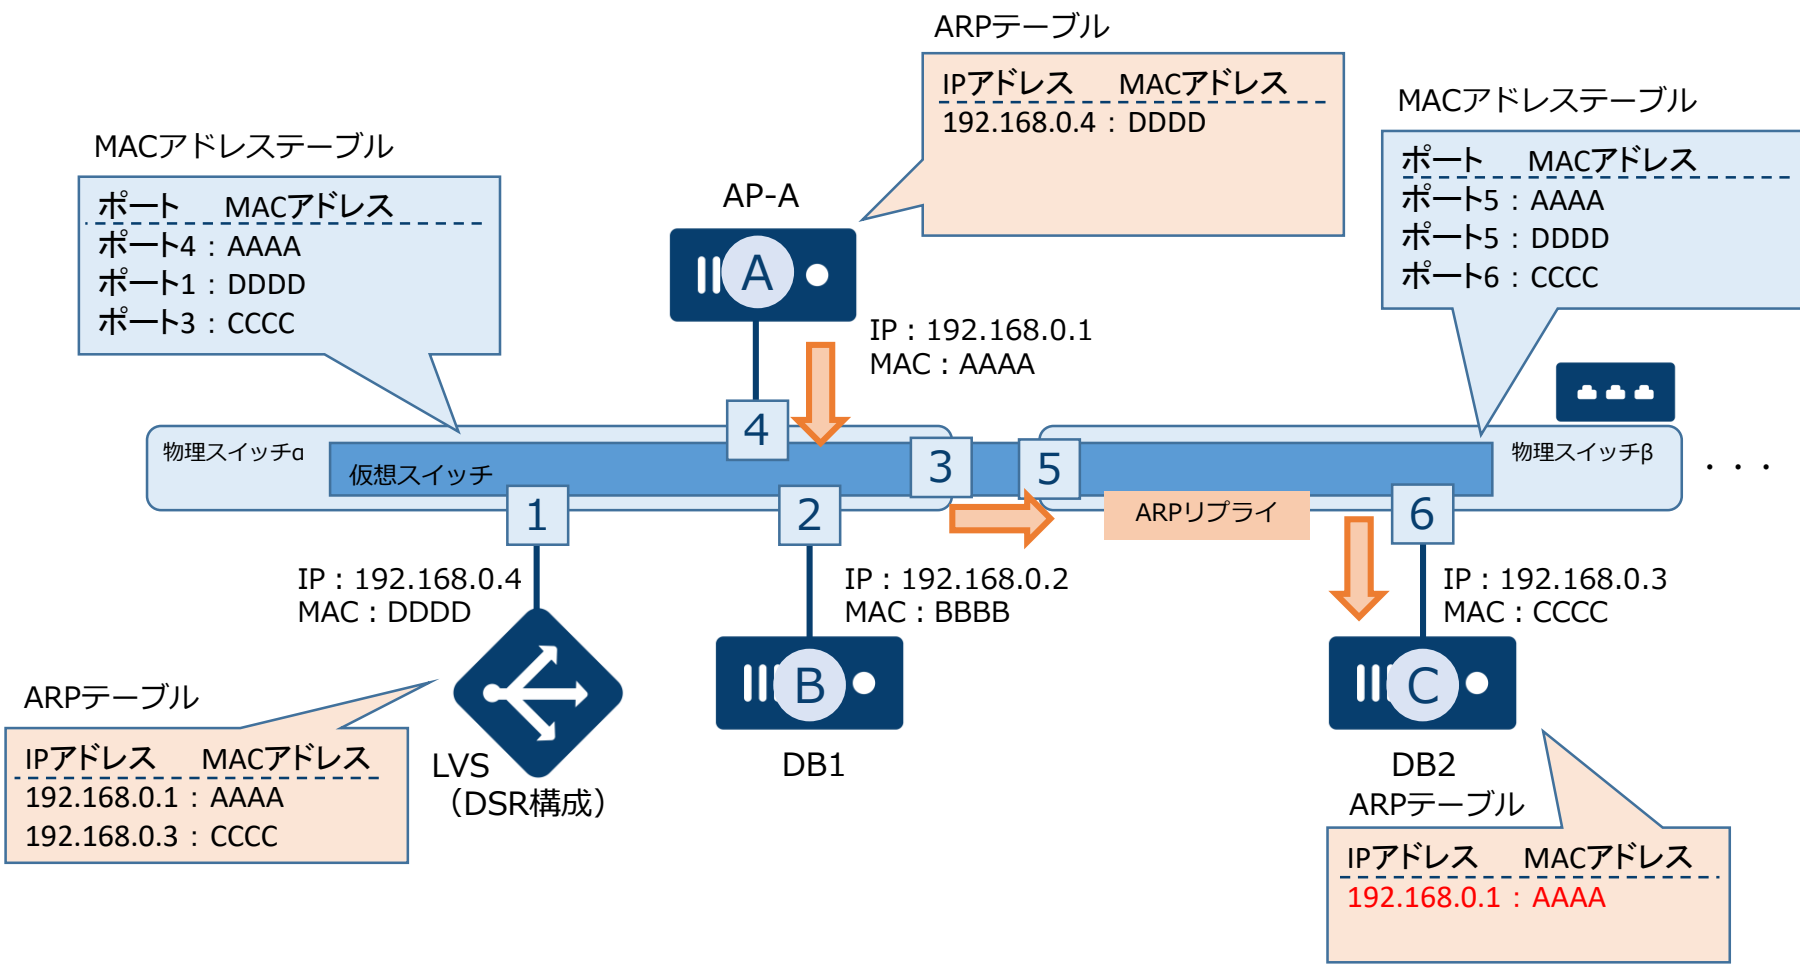 ARPテーブル
IPアドレス MACアドレス
192.168.0.4：DDDD
MACアドレステーブル
ポート MACアドレス
ポート5：AAAA
ポート5：DDDD
ポート6：CCCC
MACアドレステーブル
ポート MACアドレス
ポート4：AAAA
ポート1：DDDD
ポート3：CCCC
AP-A
A
IP：192.168.0.1
MAC：AAAA
物理スイッチα
仮想スイッチ
4
3
5
物理スイッチβ
・・・
1
2
ARPリプライ
6
IP：192.168.0.4
MAC：DDDD
IP：192.168.0.2
MAC：BBBB
IP：192.168.0.3
MAC：CCCC
B
C
ARPテーブル
IPアドレス MACアドレス
192.168.0.1：AAAA
192.168.0.3：CCCC
LVS
（DSR構成）
DB1
DB2
ARPテーブル
IPアドレス MACアドレス
192.168.0.1：AAAA